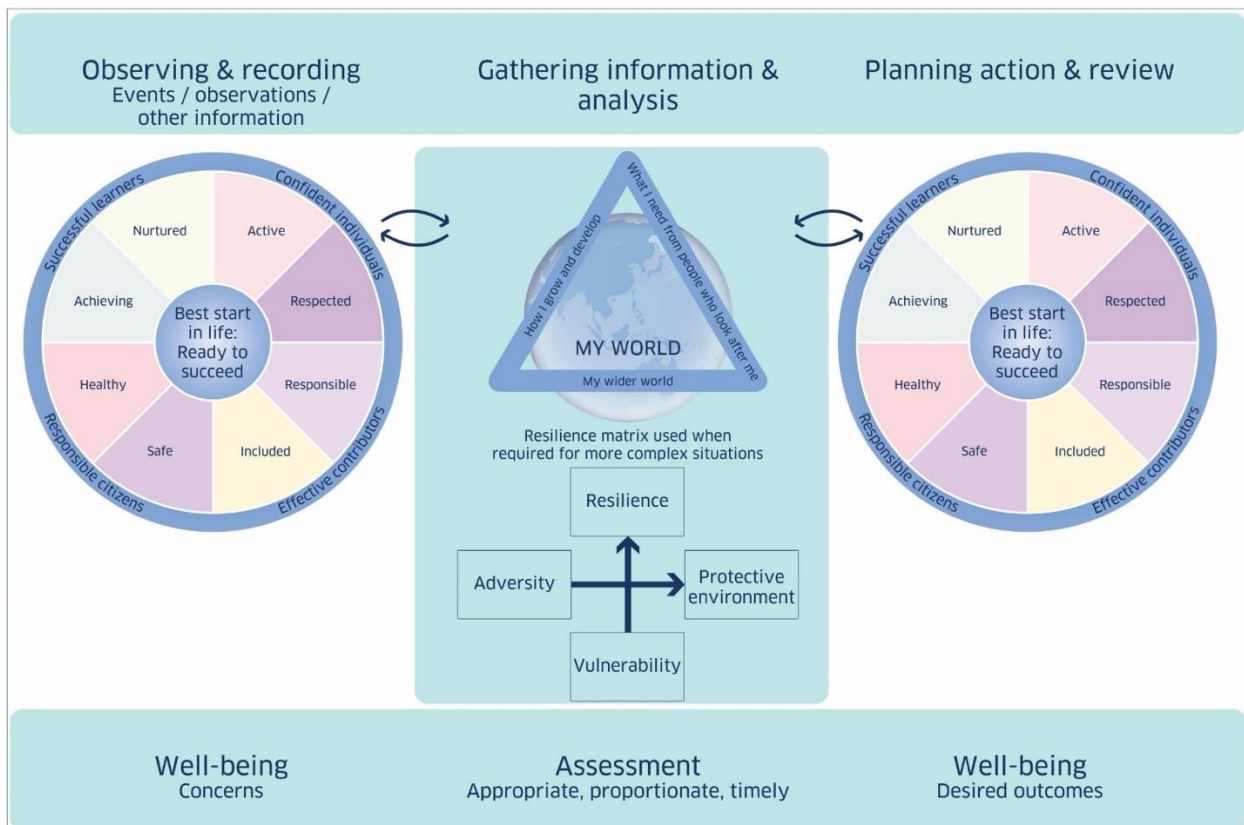 Observing & recording
Events / observations /
other information
Gathering information &
analysis
Planning action & review
Successful learners
Confident individuals
Nurtured
Active
Achieving
Respected
Best start
in life:
Ready to
succeed
Healthy
Responsible
Safe
Included
Responsible citizens
Effective contributors
How I grow and develop
What I need from people who look after me
MY WORLD
My wider world
Resilience matrix used when
required for more complex situations
Resilience
Adversity
Protective
environment
Vulnerability
Successful learners
Confident individuals
Nurtured
Active
Achieving
Respected
Best start
in life:
Ready to
succeed
Healthy
Responsible
Safe
Included
Responsible citizens
Effective contributors
Well-being
Concerns
Assessment
Appropriate, proportionate, timely
Well-being
Desired outcomes